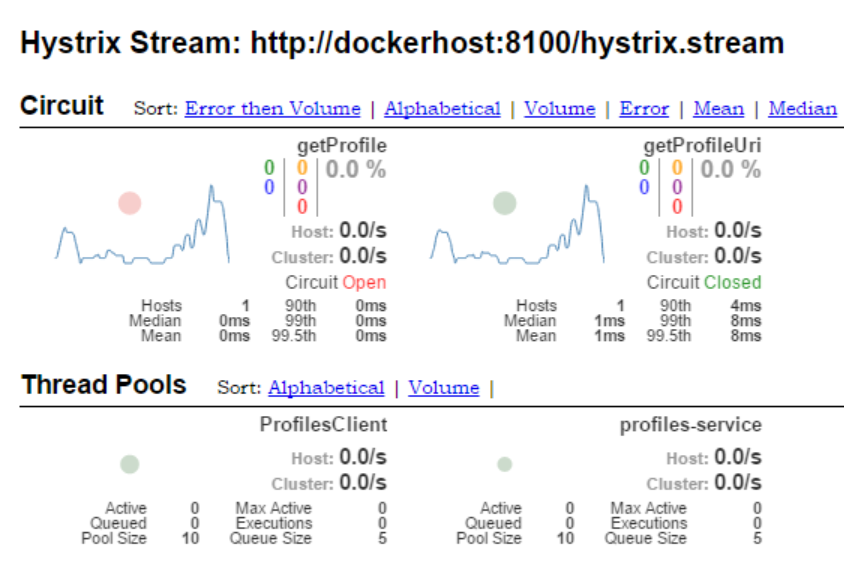 Hystrix Stream: http://dockerhost:8100/hystrix.stream
Circuit Sort: Error then Volume | Alphabetical | Volume | Error | Mean | Median
getProfile
0 0 0.0 %
0 0
0
Host: 0.0/s
Cluster: 0.0/s
Circuit Open
Hosts 1 90th 0ms
Median 0ms 99th 0ms
Mean 0ms 99.5th 0ms
getProfileUri
0 0 0.0 %
0 0
0
Host: 0.0/s
Cluster: 0.0/s
Circuit Closed
Hosts 1 90th 4ms
Median 1ms 99th 8ms
Mean 1ms 99.5th 8ms
Thread Pools Sort: Alphabetical | Volume |
ProfilesClient
Host: 0.0/s
Cluster: 0.0/s
Active 0 Max Active 0
Queued 0 Executions 0
Pool Size 10 Queue Size 5
profiles-service
Host: 0.0/s
Cluster: 0.0/s
Active 0 Max Active 0
Queued 0 Executions 0
Pool Size 10 Queue Size 5